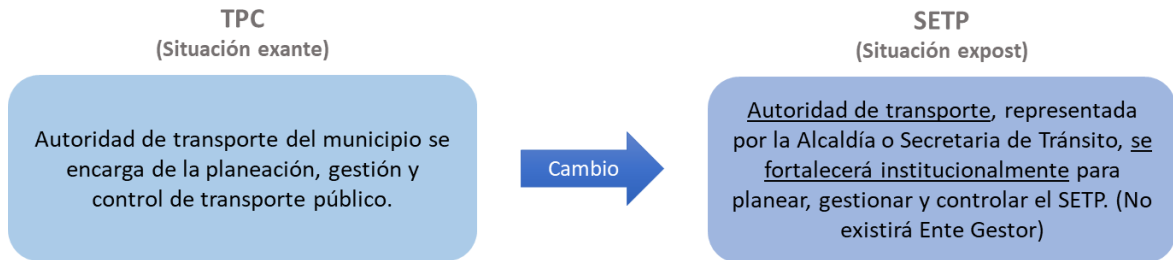 TPC
(Situación exante)
Autoridad de transporte del municipio se
encarga de la planeación, gestión y
control de transporte público.
Cambio
SETP
(Situación expost)
Autoridad de transporte, representada
por la Alcaldía o Secretaria de Tránsito, se
fortalecerá institucionalmente para
planear, gestionar y controlar el SETP. (No
existirá Ente Gestor)